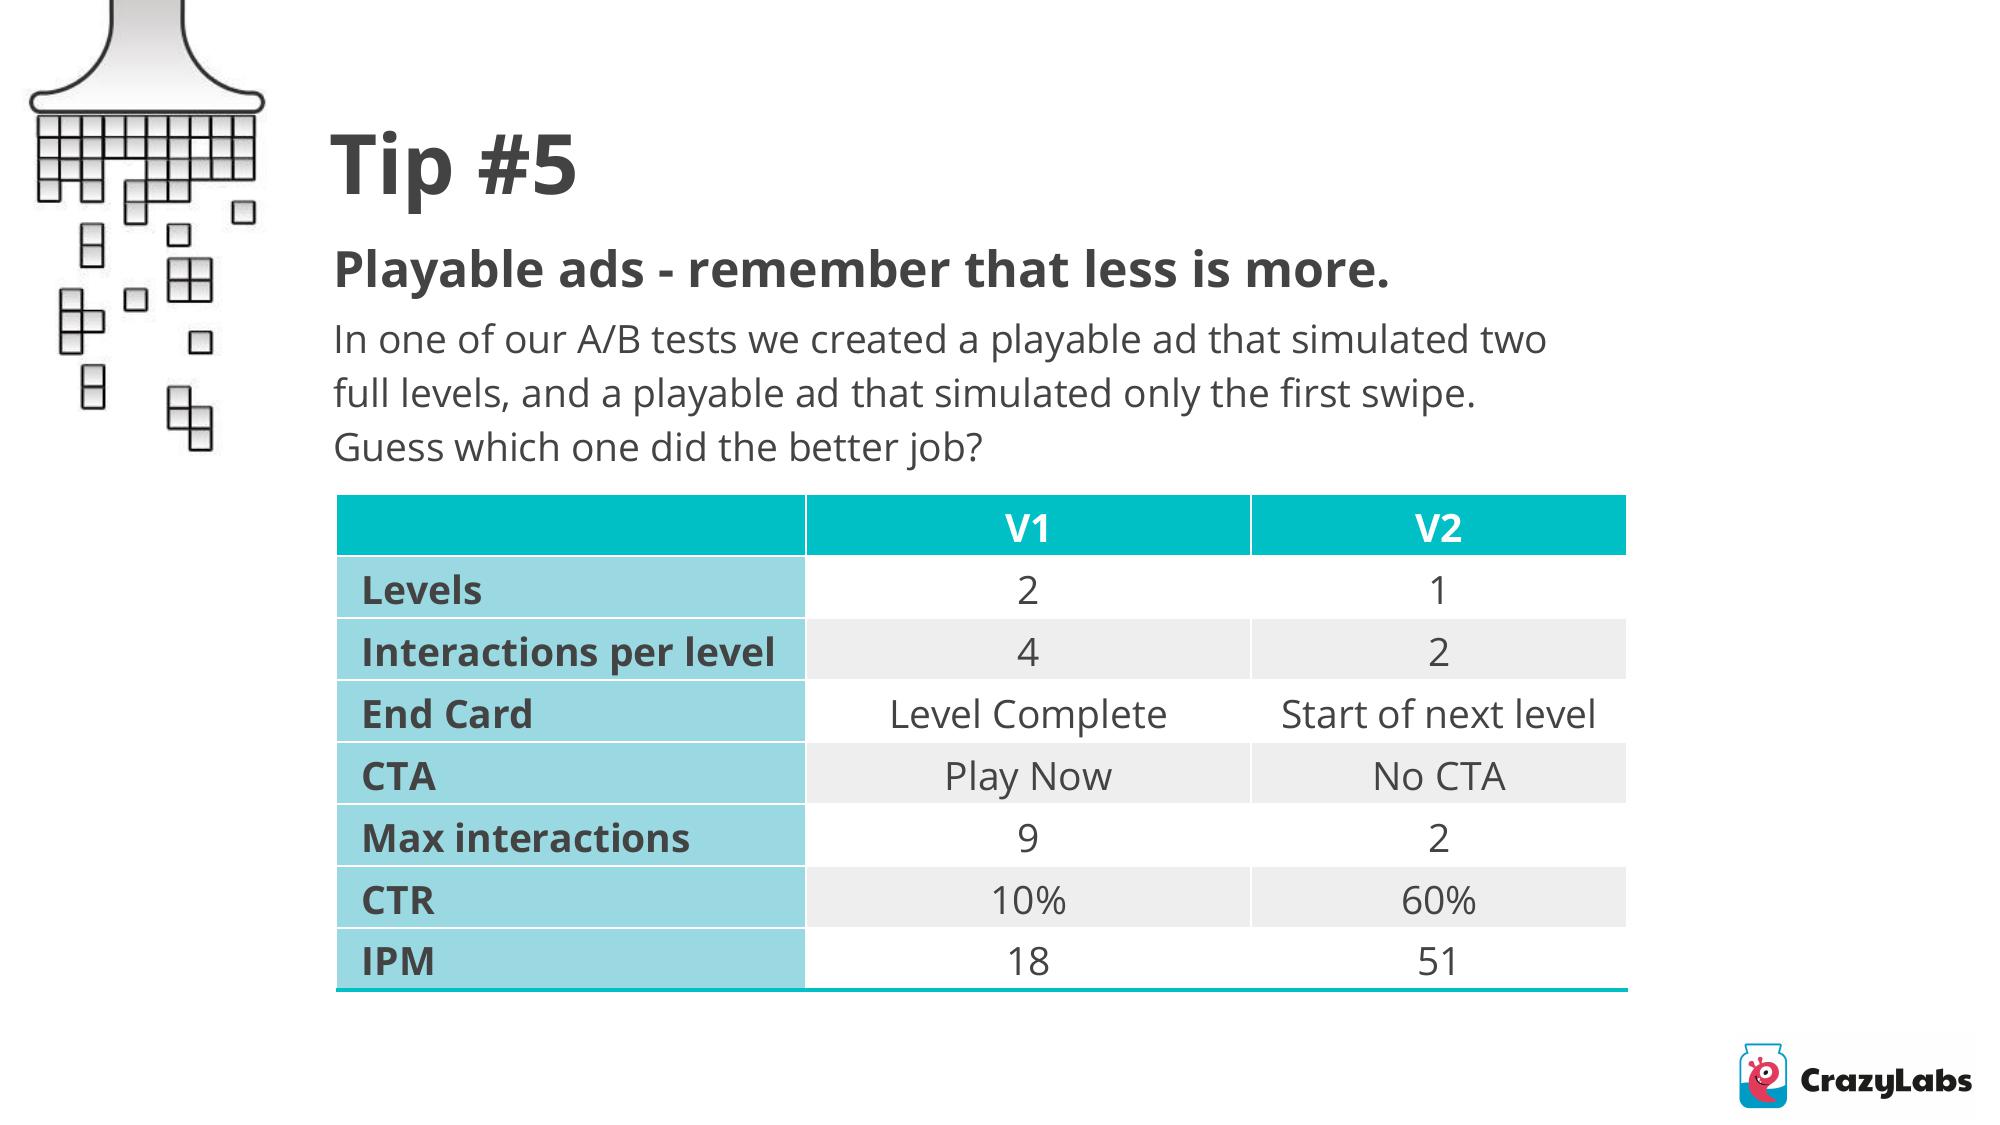 Tip #5
Playable ads - remember that less is more.
In one of our A/B tests we created a playable ad that simulated two
full levels, and a playable ad that simulated only the first swipe.
Guess which one did the better job?
V1 V2
Levels 2 1
Interactions per level 4 2
End Card Level Complete Start of next level
CTA Play Now No CTA
Max interactions 9 2
CTR 10% 60%
IPM 18 51
CrazyLabs